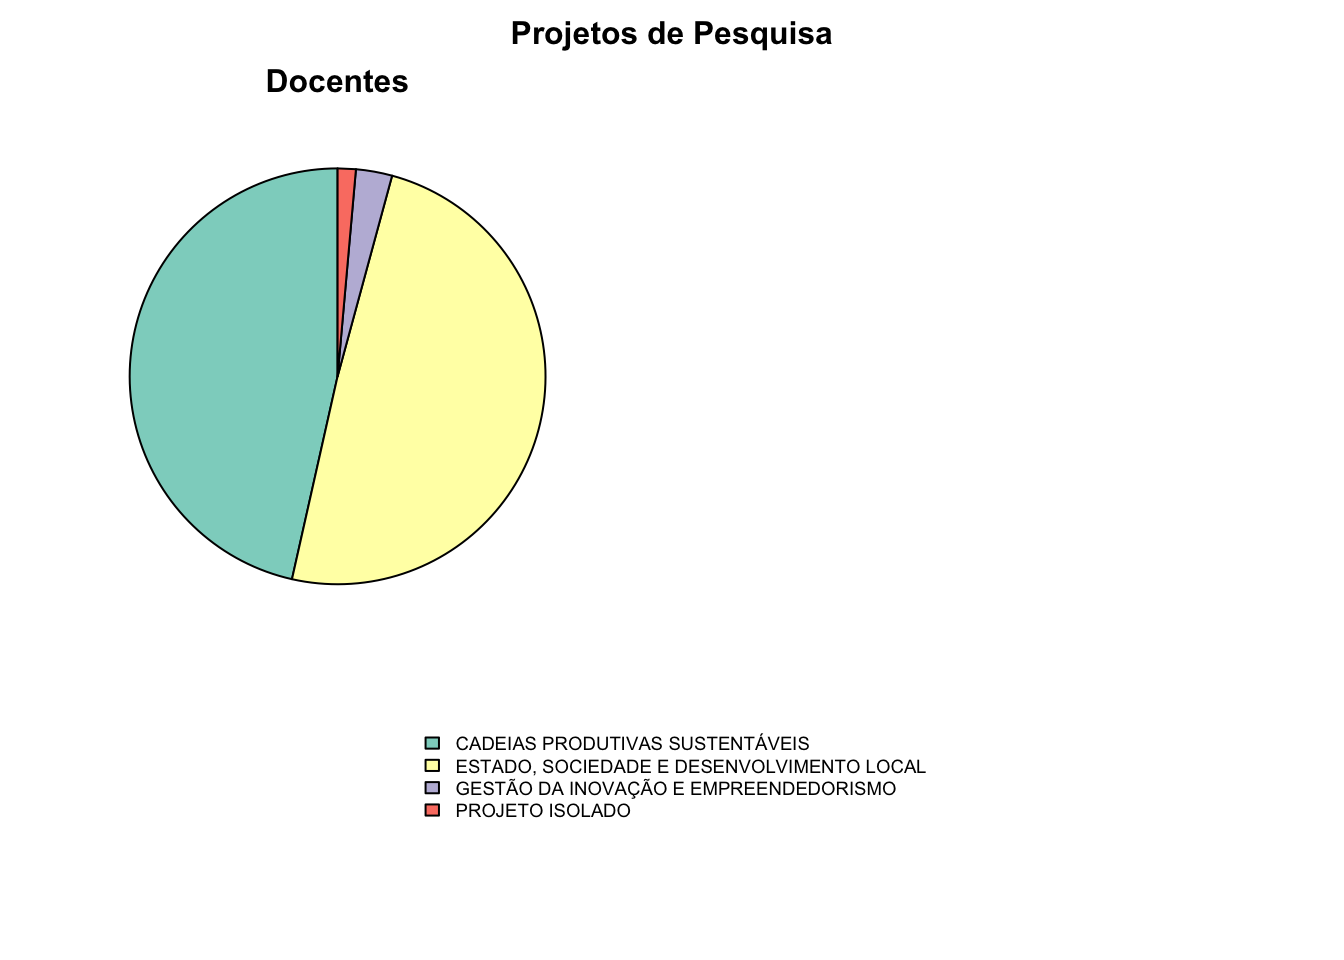 Projetos de Pesquisa
Docentes
CADEIAS PRODUTIVAS SUSTENTÁVEIS
ESTADO, SOCIEDADE E DESENVOLVIMENTO LOCAL
GESTÃO DA INOVAÇÃO E EMPREENDEDORISMO
PROJETO ISOLADO